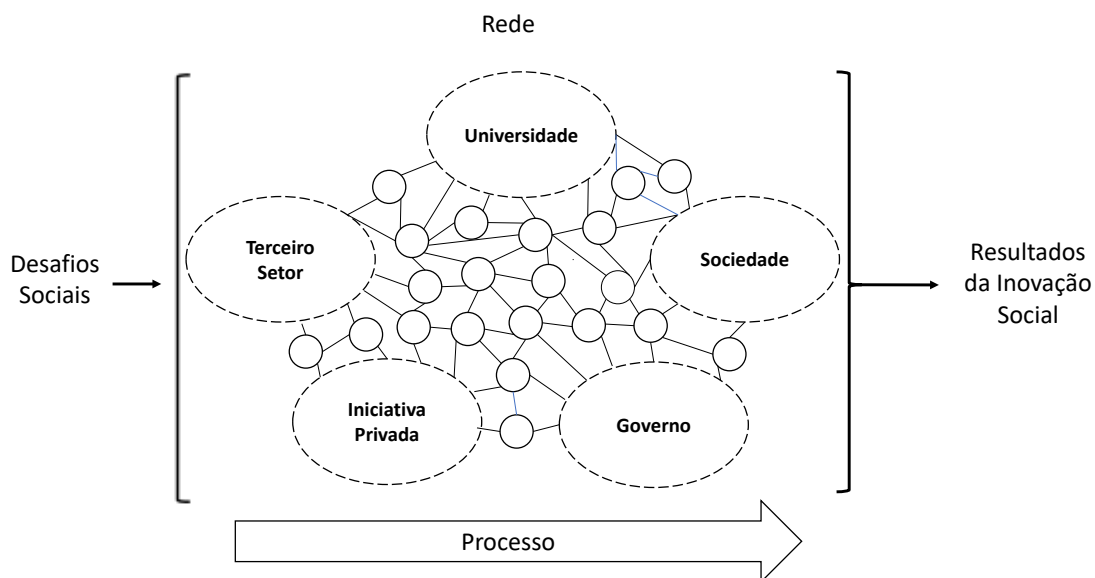 Rede
Universidade
Terceiro
Setor
Sociedade
Desafios
Sociais
Resultados
da Inovação
Social
Iniciativa
Privada
Governo
Processo